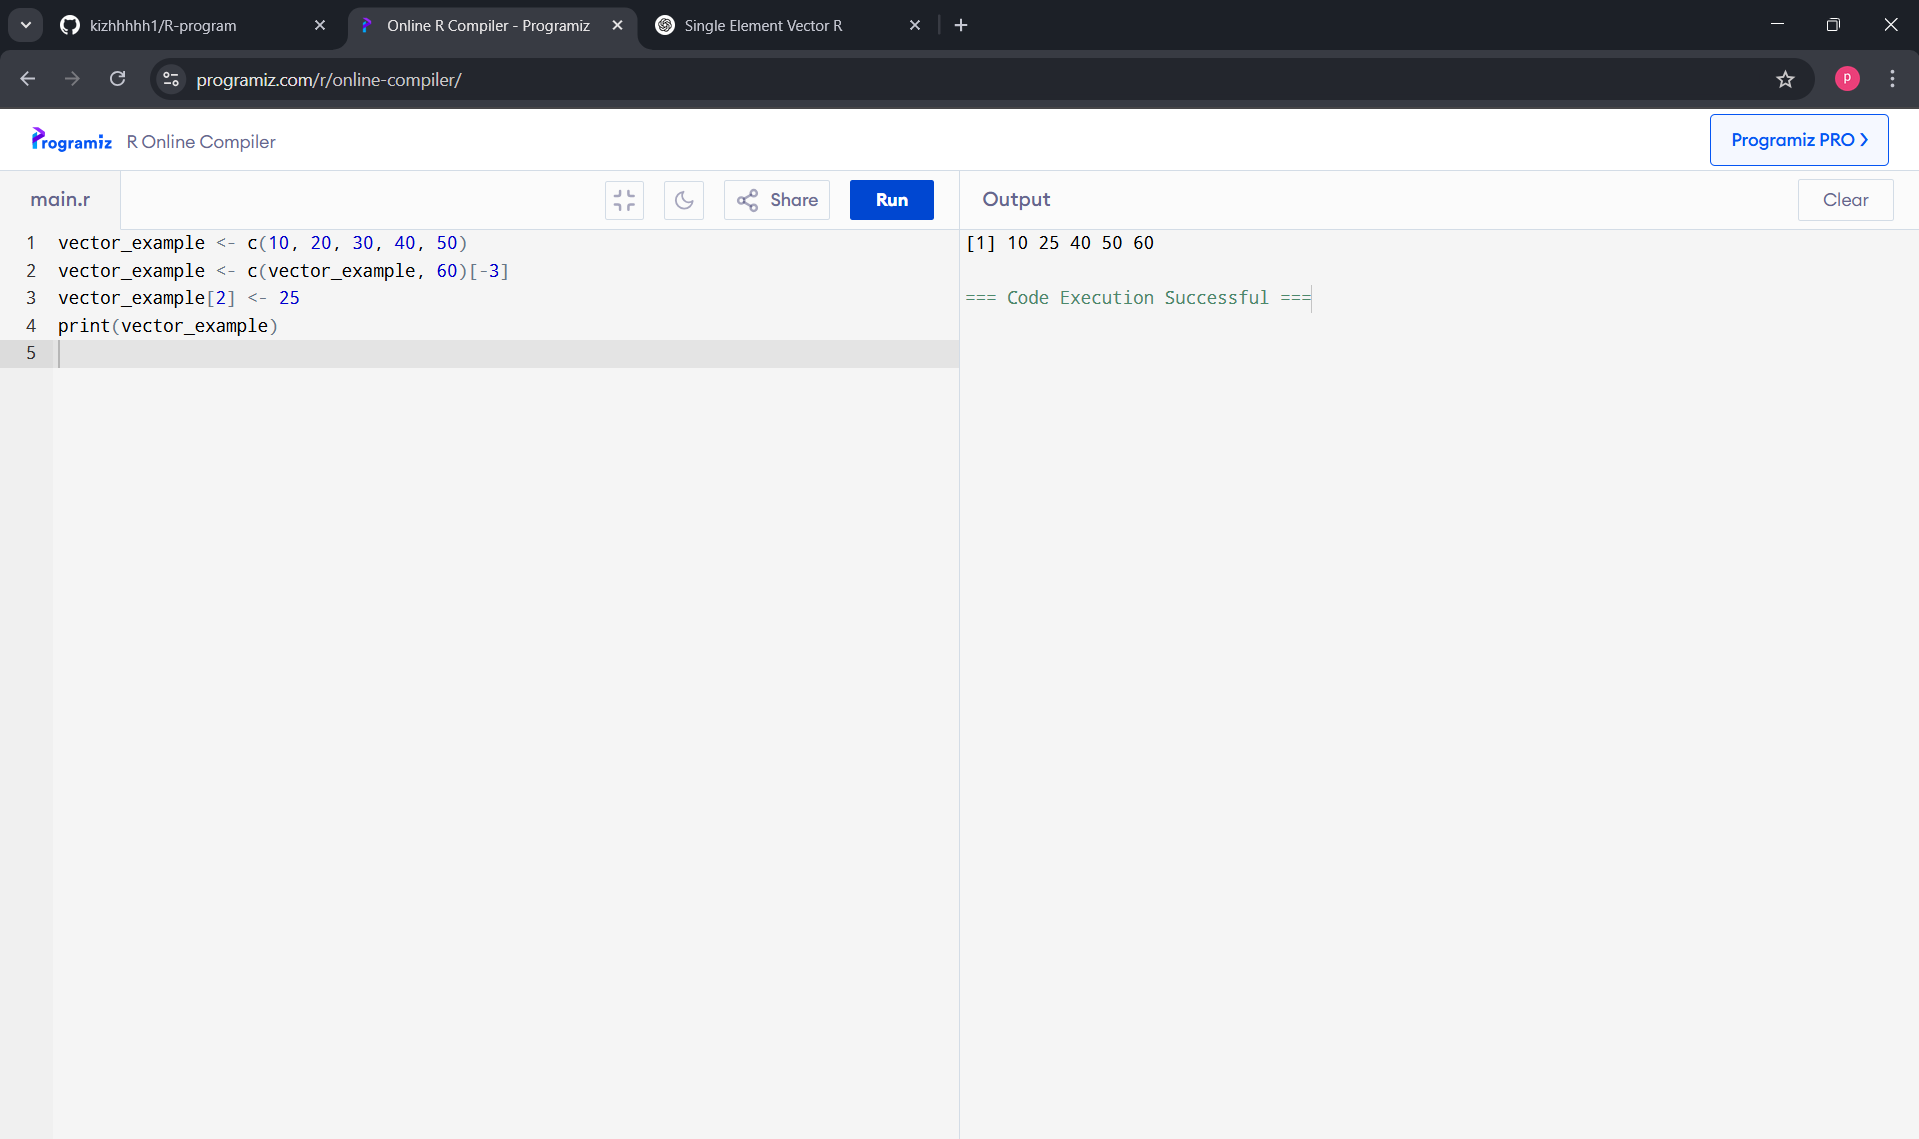 kizhhhhh1/R-program
Online R Compiler - Programiz
Single Element Vector R
programiz.com/r/online-compiler/
P
Programiz R Online Compiler
Programiz PRO
main.r
Share
Run
Output
Clear
1 vector_example <- c(10, 20, 30, 40, 50)
2 vector_example <- c(vector_example, 60)[-3]
3 vector_example[2] <- 25
4 print(vector_example)
5
[1] 10 25 40 50 60
=== Code Execution Successful ===